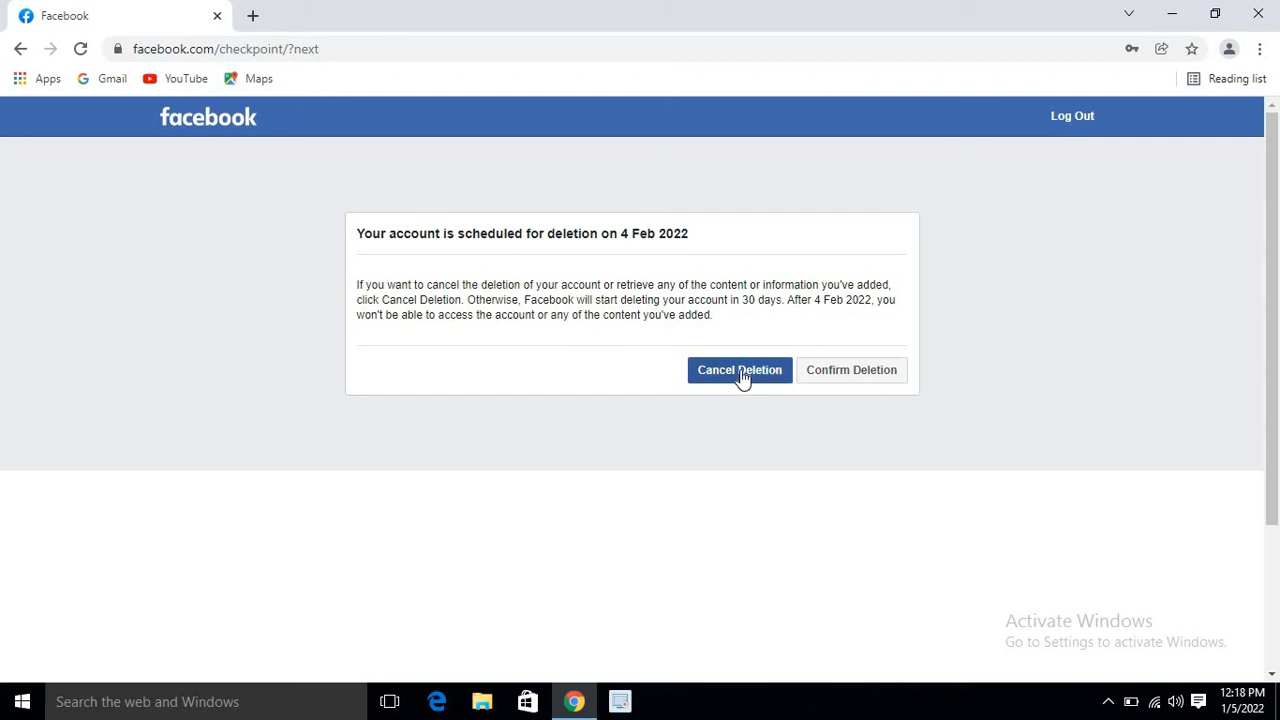 Facebook
facebook.com/checkpoint/?next
Apps Gmail YouTube Maps Reading list
facebook Log Out
Your account is scheduled for deletion on 4 Feb 2022
If you want to cancel the deletion of your account or retrieve any of the content or information you've added,
click Cancel Deletion. Otherwise, Facebook will start deleting your account in 30 days. After 4 Feb 2022, you
won't be able to access the account or any of the content you've added.
Cancel Deletion Confirm Deletion
Activate Windows
Go to Settings to activate Windows.
Search the web and Windows
12:18 PM
1/5/2022